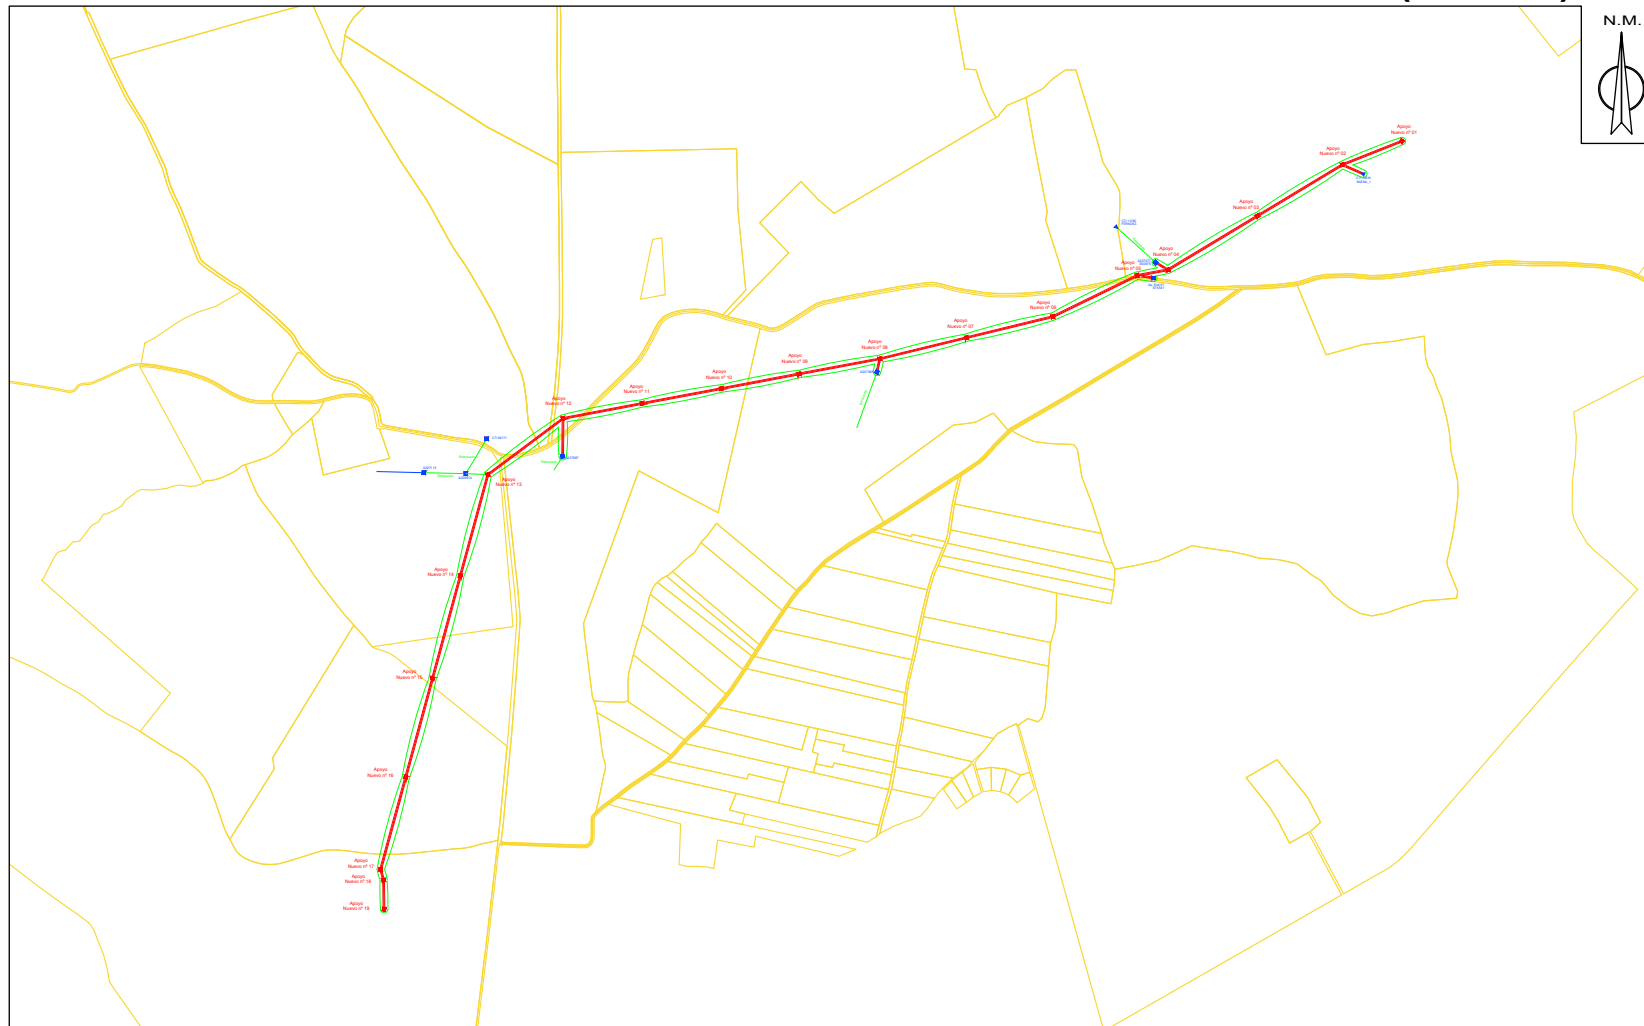 N.M.
Apoyo
Nuevo nº 01
Apoyo
Nuevo nº 02
Apoyo
Nuevo nº 03
Apoyo
Nuevo nº 04
Apoyo
Nuevo nº 05
Apoyo
Nuevo nº 06
Apoyo
Nuevo nº 07
Apoyo
Nuevo nº 08
Apoyo
Nuevo nº 09
Apoyo
Nuevo nº 10
Apoyo
Nuevo nº 11
Apoyo
Nuevo nº 12
Apoyo
Nuevo nº 13
Apoyo
Nuevo nº 14
Apoyo
Nuevo nº 15
Apoyo
Nuevo nº 16
Apoyo
Nuevo nº 17
Apoyo
Nuevo nº 18
Apoyo
Nuevo nº 19